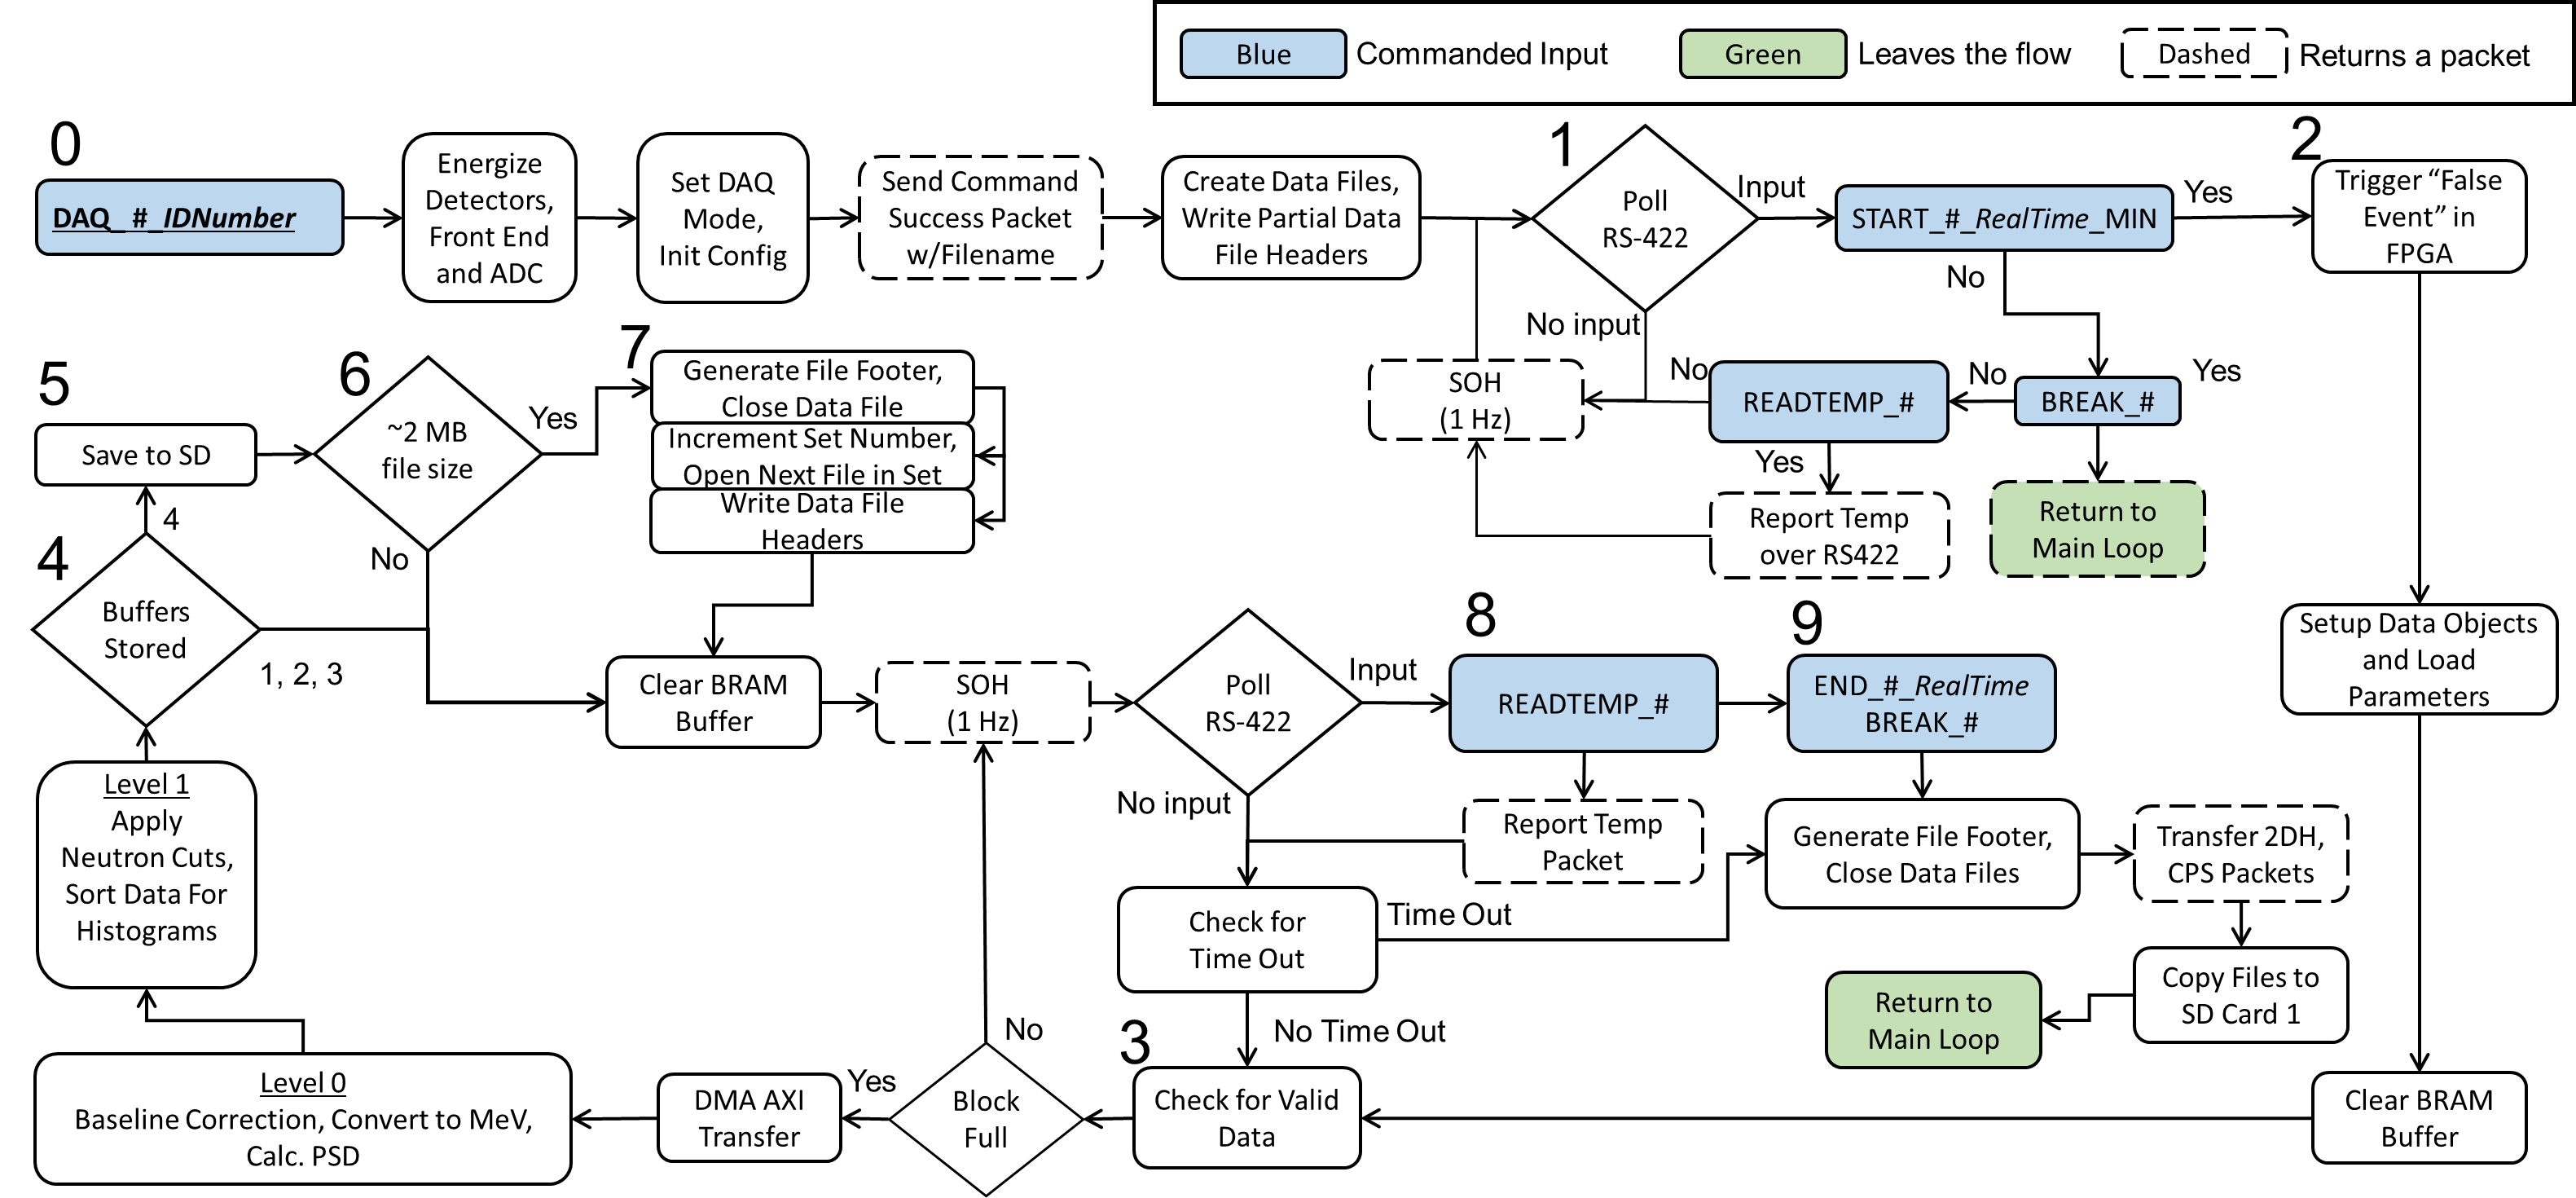 Blue
Commanded Input
Green
Leaves the flow
Dashed
Returns a packet
0
DAQ_#_IDNumber
Energize
Detectors,
Front End
and ADC
Set DAQ
Mode,
Init Config
Send Command
Success Packet
w/Filename
Create Data Files,
Write Partial Data
File Headers
1
Poll
RS-422
Input
No input
START_#_RealTime_MIN
Yes
No
2
Trigger “False
Event” in
FPGA
BREAK_#
Yes
No
READTEMP_#
No
Yes
SOH
(1 Hz)
Report Temp
over RS422
Return to
Main Loop
Setup Data Objects
and Load
Parameters
Clear BRAM
Buffer
5
Save to SD
6
~2 MB
file size
Yes
No
7
Generate File Footer,
Close Data File
Increment Set Number,
Open Next File in Set
Write Data File
Headers
4
4
Buffers
Stored
1, 2, 3
Clear BRAM
Buffer
SOH
(1 Hz)
Poll
RS-422
Input
No input
8
READTEMP_#
9
END_#_RealTime
BREAK_#
Report Temp
Packet
Generate File Footer,
Close Data Files
Transfer 2DH,
CPS Packets
Copy Files to
SD Card 1
Return to
Main Loop
Check for
Time Out
Time Out
No Time Out
3
Check for Valid
Data
Block
Full
No
Yes
DMA AXI
Transfer
Level 0
Baseline Correction, Convert to MeV,
Calc. PSD
Level 1
Apply
Neutron Cuts,
Sort Data For
Histograms